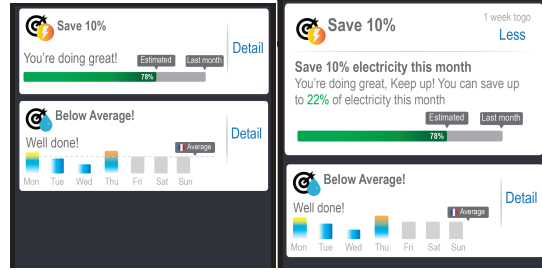 Save 10%
Detail
You're doing great!
Estimated
Last month
78%
Below Average!
Detail
Well done!
Average
Mon Tue Wed Thu Fri Sat Sun
Save 10%
1 week togo
Less
Save 10% electricity this month
You're doing great, Keep up! You can save up
to 22% of electricity this month
Estimated
Last month
78%
Below Average!
Detail
Well done!
Average
Mon Tue Wed Thu Fri Sat Sun